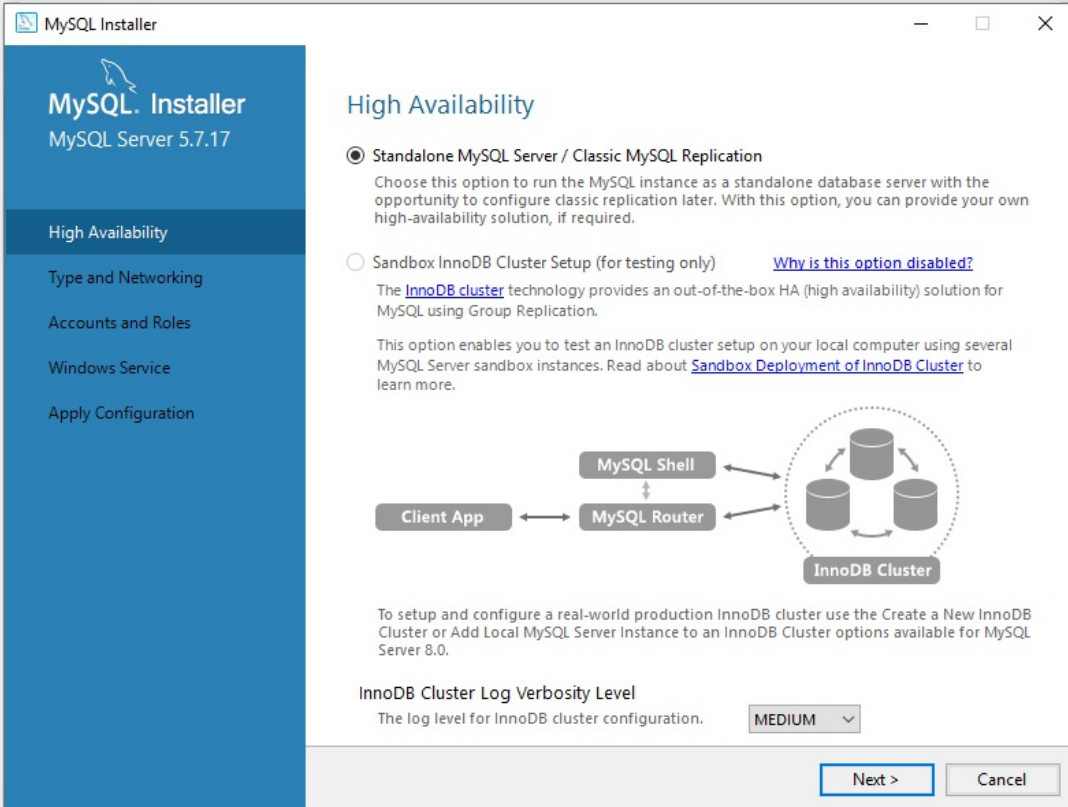 MySQL Installer
MySQL. Installer
MySQL Server 5.7.17
High Availability
Type and Networking
Accounts and Roles
Windows Service
Apply Configuration
High Availability
Standalone MySQL Server / Classic MySQL Replication
Choose this option to run the MySQL instance as a standalone database server with the
opportunity to configure classic replication later. With this option, you can provide your own
high-availability solution, if required.
Sandbox InnoDB Cluster Setup (for testing only) Why is this option disabled?
The InnoDB cluster technology provides an out-of-the-box HA (high availability) solution for
MySQL using Group Replication.
This option enables you to test an InnoDB cluster setup on your local computer using several
MySQL Server sandbox instances. Read about Sandbox Deployment of InnoDB Cluster to
learn more.
MySQL Shell
Client App
MySQL Router
InnoDB Cluster
To setup and configure a real-world production InnoDB cluster use the Create a New InnoDB
Cluster or Add Local MySQL Server Instance to an InnoDB Cluster options available for MySQL
Server 8.0.
InnoDB Cluster Log Verbosity Level
The log level for InnoDB cluster configuration. MEDIUM
Next > Cancel